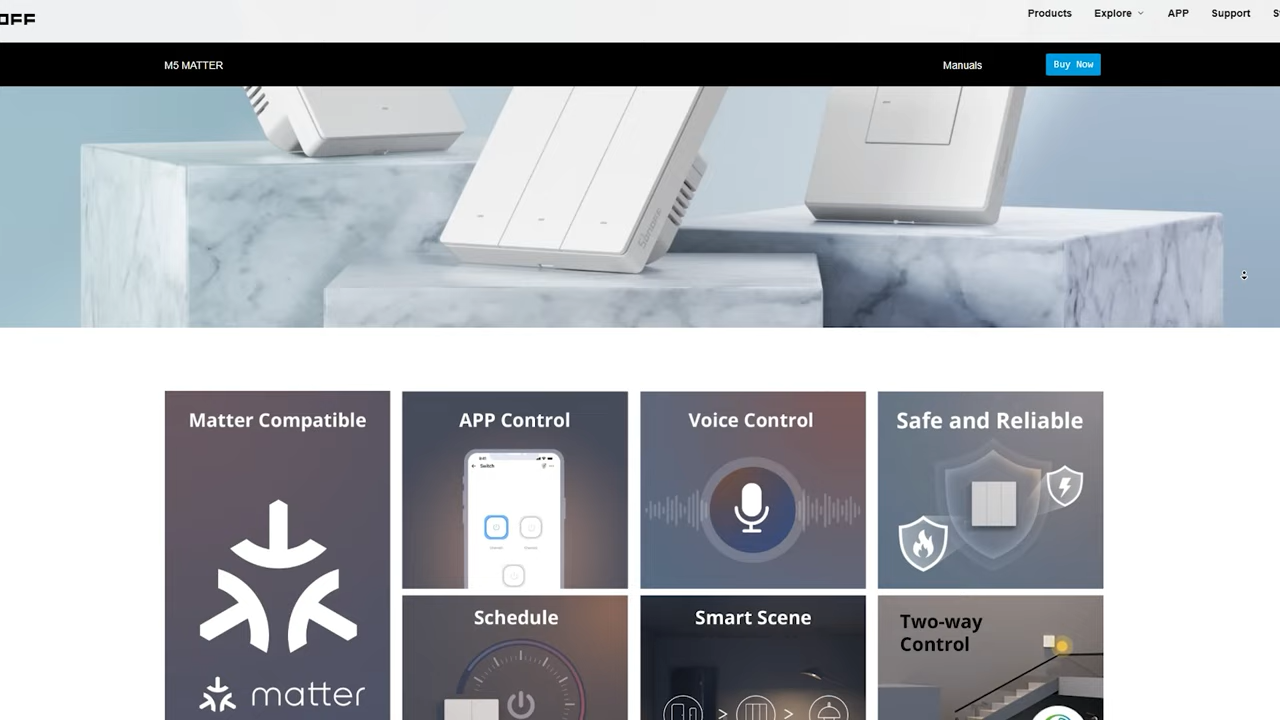 OFF
Products
Explore
APP
Support
M5 MATTER
Manuals
Buy Now
SONOFF
Matter Compatible
APP Control
Voice Control
Safe and Reliable
Switch
matter
Schedule
Smart Scene
Two-way
Control